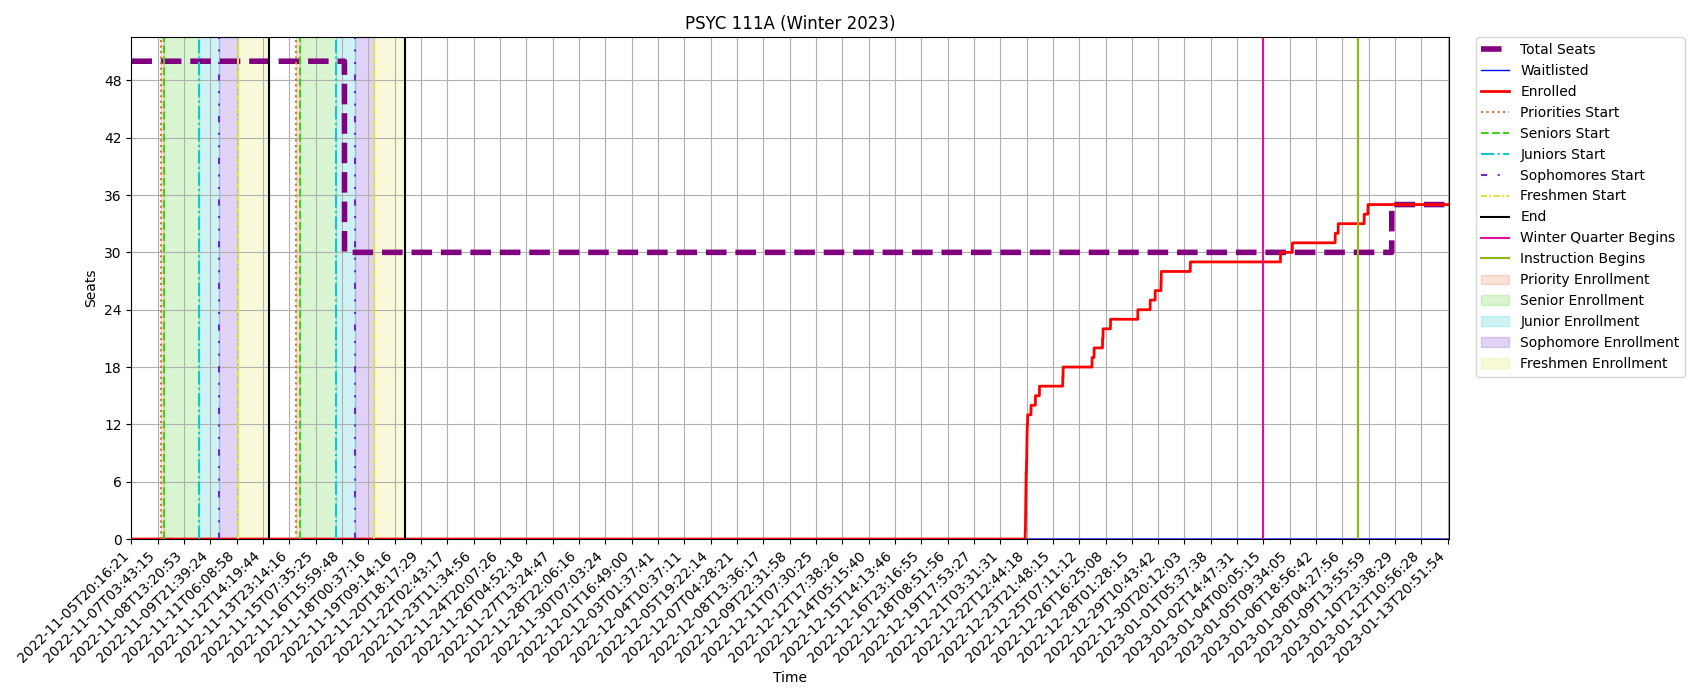 PSYC 111A (Winter 2023)
Total Seats
Waitlisted
Enrolled
Priorities Start
Seniors Start
Juniors Start
Sophomores Start
Freshmen Start
End
Winter Quarter Begins
Instruction Begins
Priority Enrollment
Senior Enrollment
Junior Enrollment
Sophomore Enrollment
Freshmen Enrollment
Seats
48
42
36
30
24
18
12
6
0
2022-11-05T20:16:21
2022-11-07T03:43:15
2022-11-08T13:20:53
2022-11-09T21:39:24
2022-11-11T06:08:58
2022-11-12T14:19:44
2022-11-13T23:14:16
2022-11-15T07:35:25
2022-11-16T15:59:48
2022-11-18T00:37:16
2022-11-19T09:14:16
2022-11-20T18:17:29
2022-11-22T02:43:17
2022-11-23T11:34:56
2022-11-24T20:07:26
2022-11-26T04:52:18
2022-11-27T13:24:47
2022-11-28T22:06:16
2022-11-30T07:03:24
2022-12-01T16:49:00
2022-12-03T01:37:41
2022-12-04T10:37:11
2022-12-05T19:22:14
2022-12-07T04:28:21
2022-12-08T13:36:17
2022-12-09T22:31:58
2022-12-11T07:30:25
2022-12-12T17:38:26
2022-12-14T05:15:40
2022-12-15T14:13:46
2022-12-16T23:16:55
2022-12-18T08:51:56
2022-12-19T17:53:27
2022-12-21T03:31:31
2022-12-22T12:44:18
2022-12-23T21:48:15
2022-12-25T07:11:12
2022-12-26T16:25:08
2022-12-28T01:28:15
2022-12-29T10:43:42
2022-12-30T20:12:03
2023-01-01T05:37:38
2023-01-02T14:47:31
2023-01-04T00:05:15
2023-01-05T09:34:05
2023-01-06T18:56:42
2023-01-08T04:27:56
2023-01-09T13:55:59
2023-01-10T23:38:29
2023-01-12T10:56:28
2023-01-13T20:51:54
Time